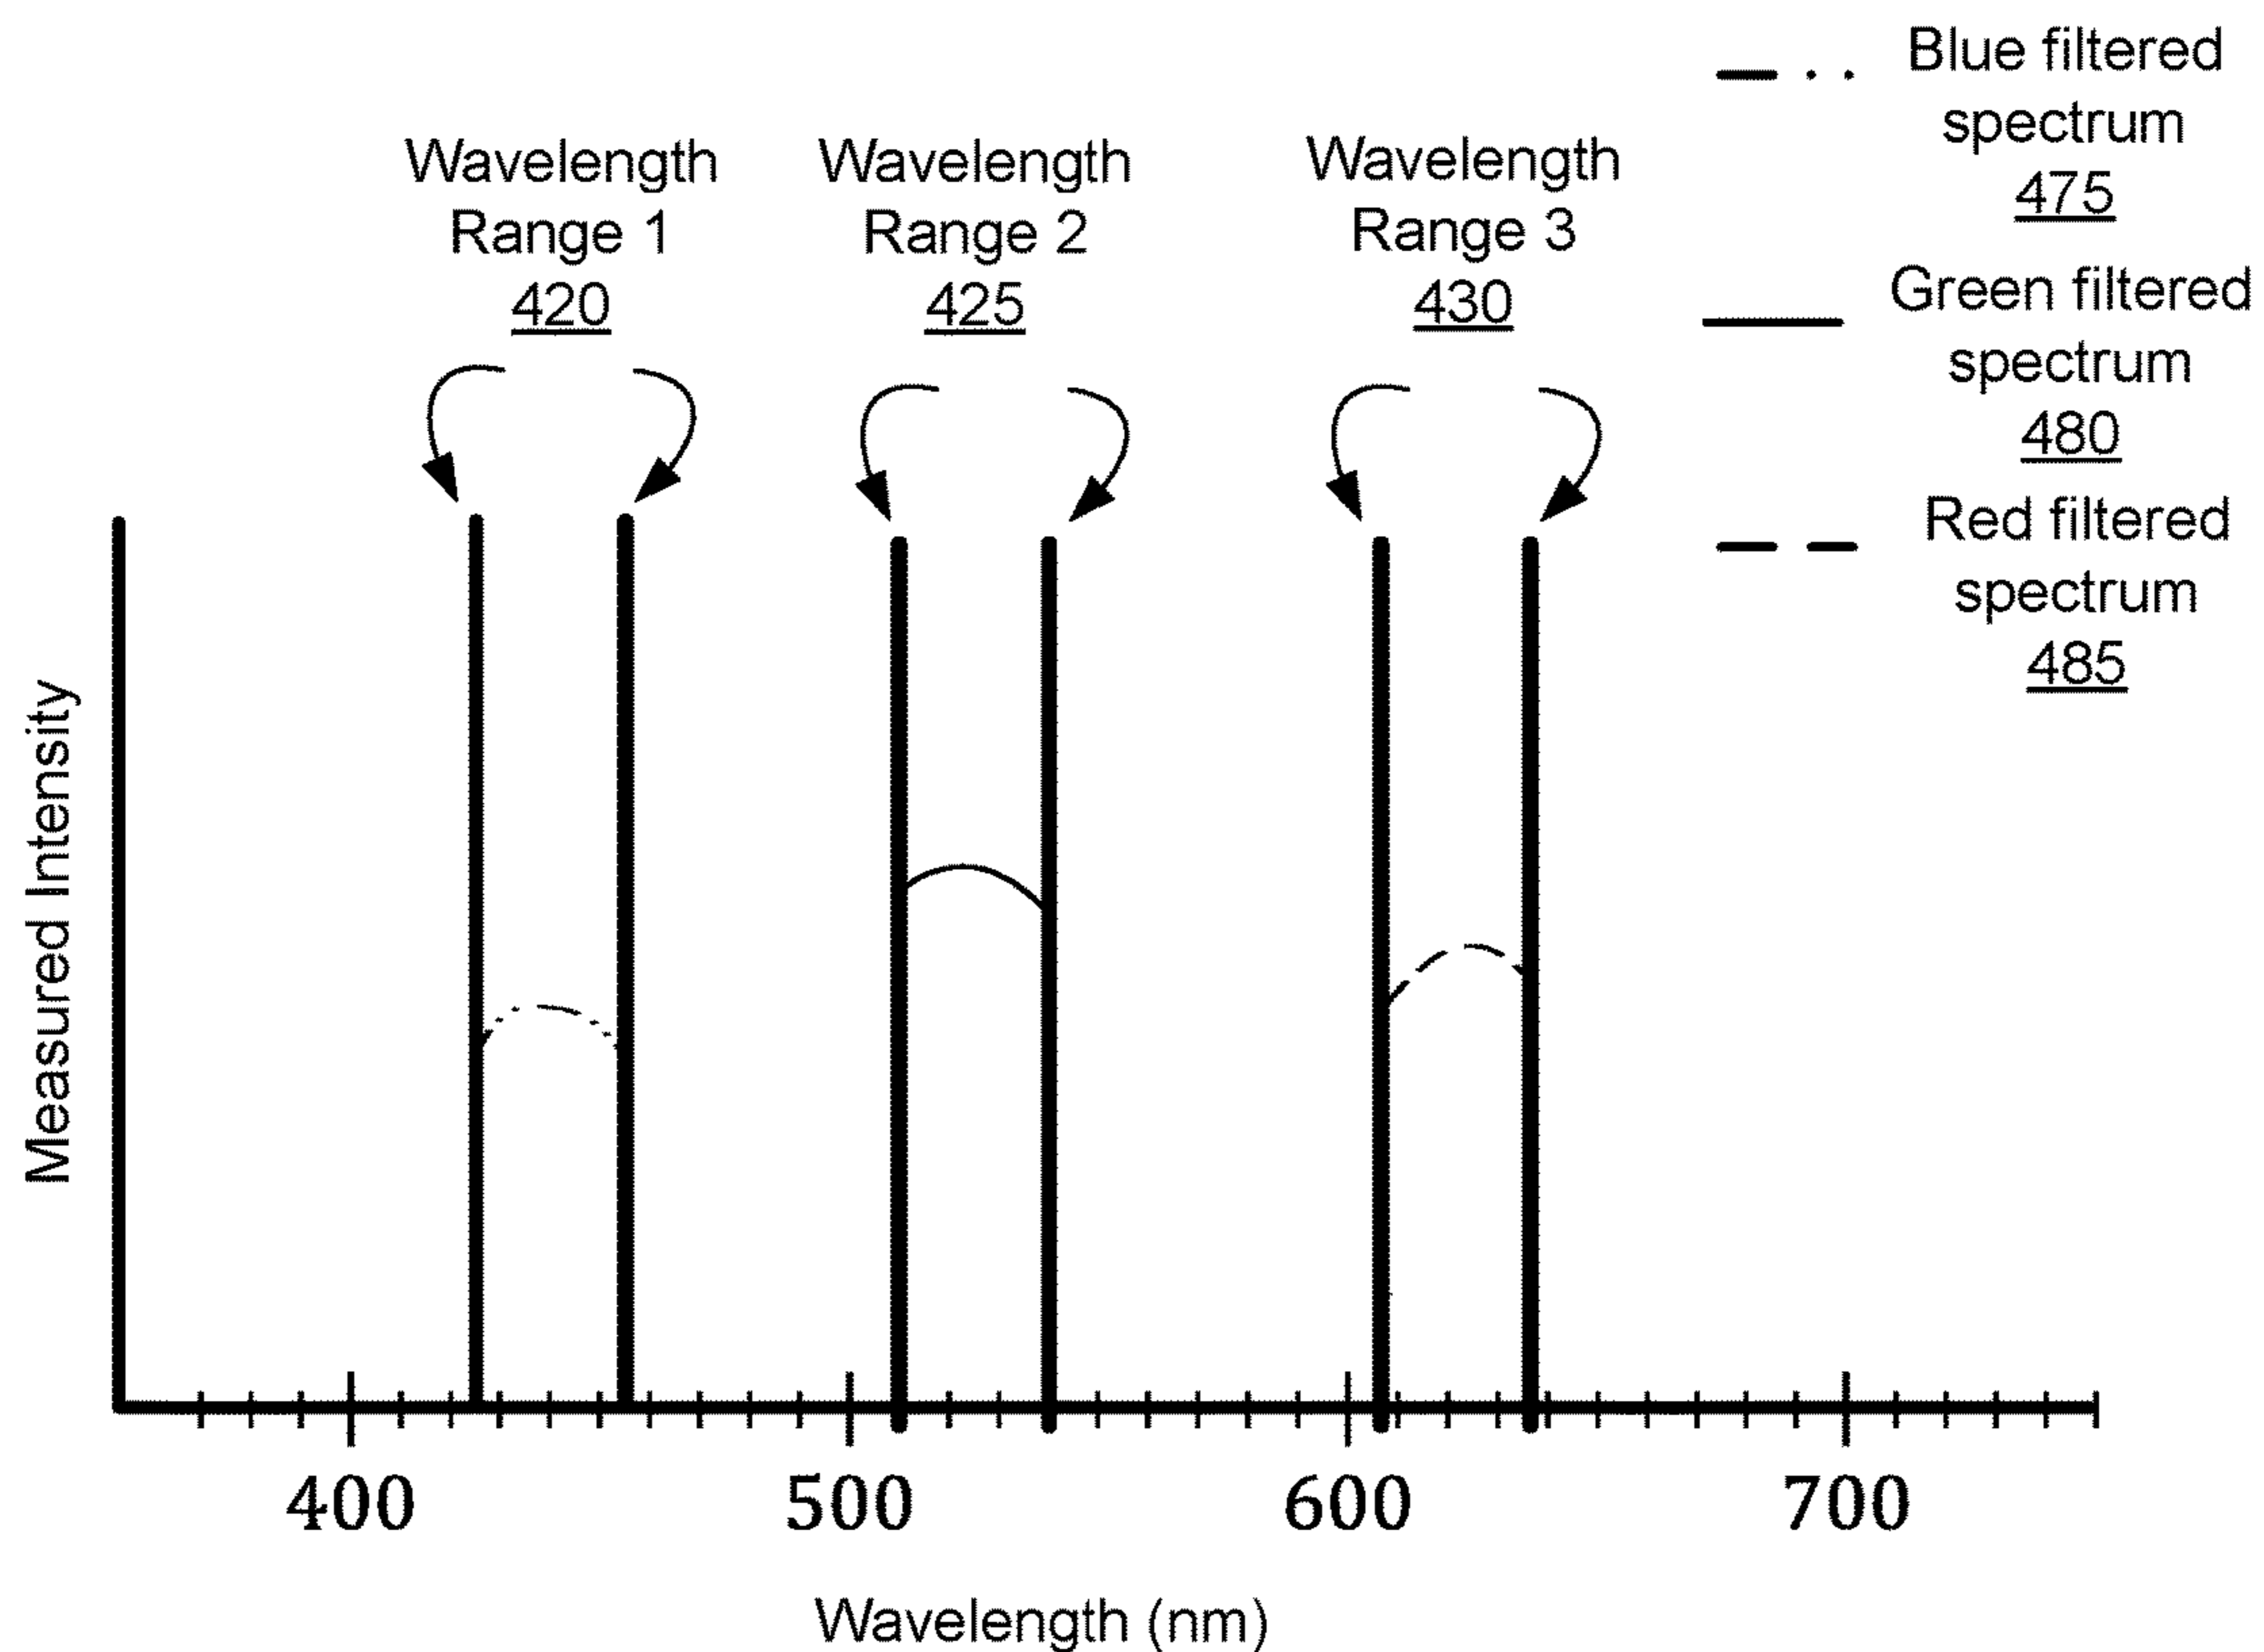 Blue filtered
spectrum
475
Wavelength
Range 1
420
Wavelength
Range 2
425
Wavelength
Range 3
430
Green filtered
spectrum
480
Red filtered
spectrum
485
Measured Intensity
400
500
600
700
Wavelength (nm)